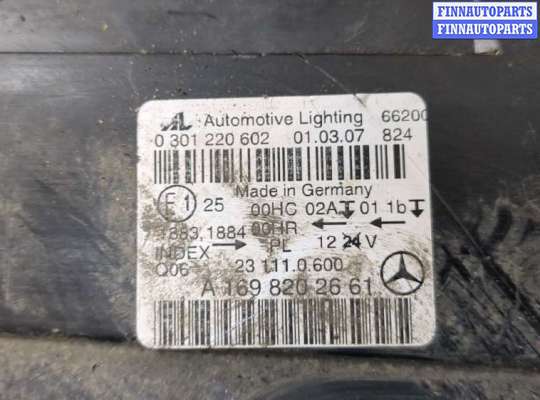 FINNAUTOPARTS
FINNAUTOPARTS
AL Automotive Lighting 66200
0 301 220 602 01.03.07 824
Made in Germany
E1 25 00HC 02A 01 1b
1883,1884 00HR
INDEX PL 12 24 V
Q06 23 111.0.600
A 169 820 26 61